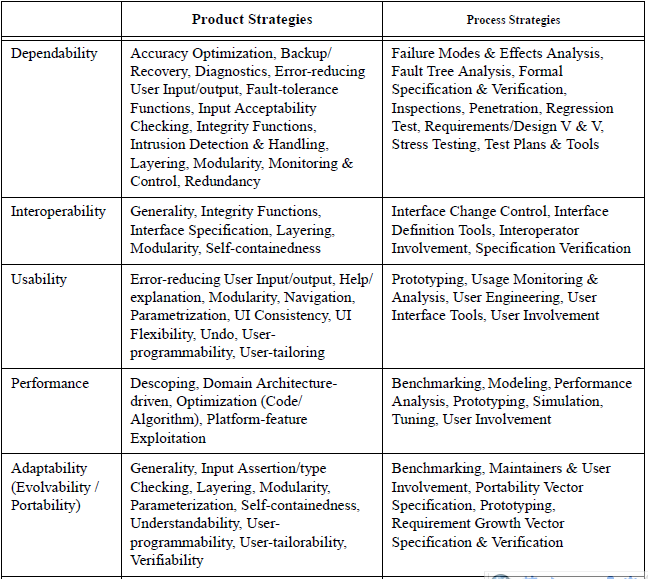 Product Strategies
Process Strategies
Dependability
Accuracy Optimization, Backup/
Recovery, Diagnostics, Error-reducing
User Input/output, Fault-tolerance
Functions, Input Acceptability
Checking, Integrity Functions,
Intrusion Detection & Handling,
Layering, Modularity, Monitoring &
Control, Redundancy
Failure Modes & Effects Analysis,
Fault Tree Analysis, Formal
Specification & Verification,
Inspections, Penetration, Regression
Test, Requirements/Design V & V,
Stress Testing, Test Plans & Tools
Interoperability
Generality, Integrity Functions,
Interface Specification, Layering,
Modularity, Self-containedness
Interface Change Control, Interface
Definition Tools, Interoperator
Involvement, Specification Verification
Usability
Error-reducing User Input/output, Help/
explanation, Modularity, Navigation,
Parametrization, UI Consistency, UI
Flexibility, Undo, User-
programmability, User-tailoring
Prototyping, Usage Monitoring &
Analysis, User Engineering, User
Interface Tools, User Involvement
Performance
Descoping, Domain Architecture-
driven, Optimization (Code/
Algorithm), Platform-feature
Exploitation
Benchmarking, Modeling, Performance
Analysis, Prototyping, Simulation,
Tuning, User Involvement
Adaptability
(Evolvability /
Portability)
Generality, Input Assertion/type
Checking, Layering, Modularity,
Parameterization, Self-containedness,
Understandability, User-
programmability, User-tailorability,
Verifiability
Benchmarking, Maintainers & User
Involvement, Portability Vector
Specification, Prototyping,
Requirement Growth Vector
Specification & Verification